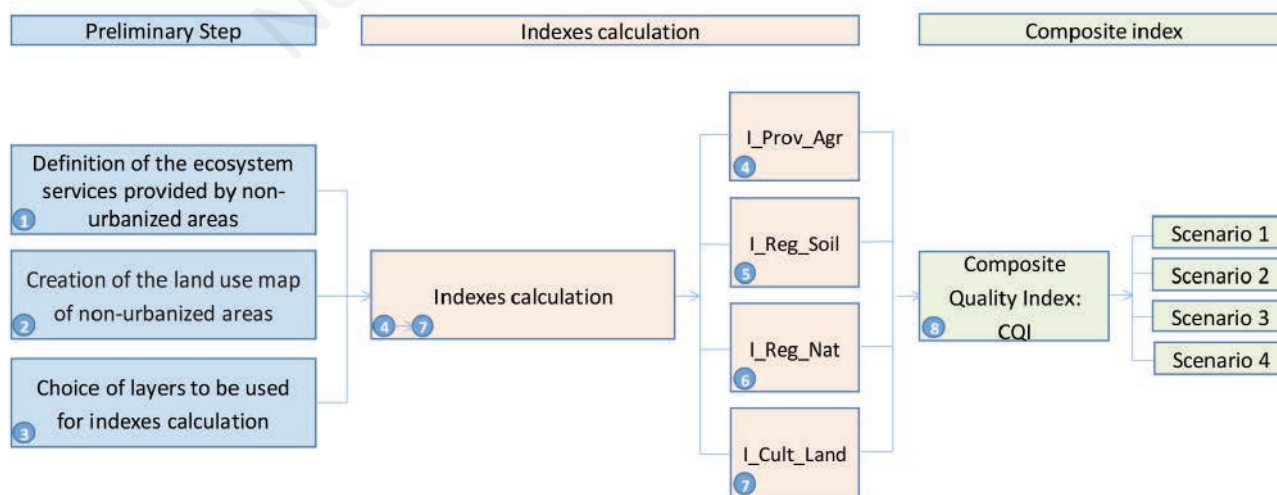 Preliminary Step
Indexes calculation
Composite index
Definition of the ecosystem
services provided by non-
urbanized areas
1
Creation of the land use map
of non-urbanized areas
2
Choice of layers to be used
for indexes calculation
3
Indexes calculation
4 7
I_Prov_Agr
4
I_Reg_Soil
5
I_Reg_Nat
6
I_Cult_Land
7
Composite
Quality Index:
CQI
8
Scenario 1
Scenario 2
Scenario 3
Scenario 4